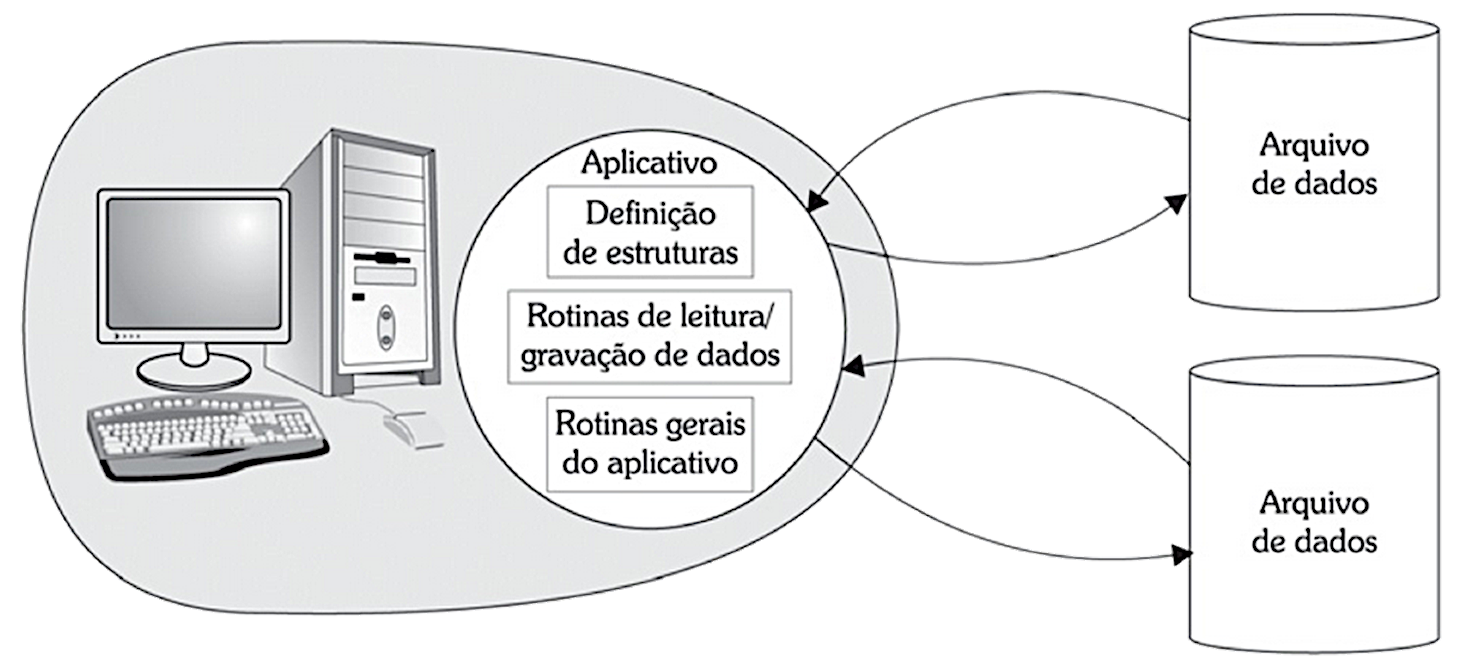 Aplicativo
Definição
de estruturas
Rotinas de leitura/
gravação de dados
Rotinas gerais
do aplicativo
Arquivo
de dados
Arquivo
de dados